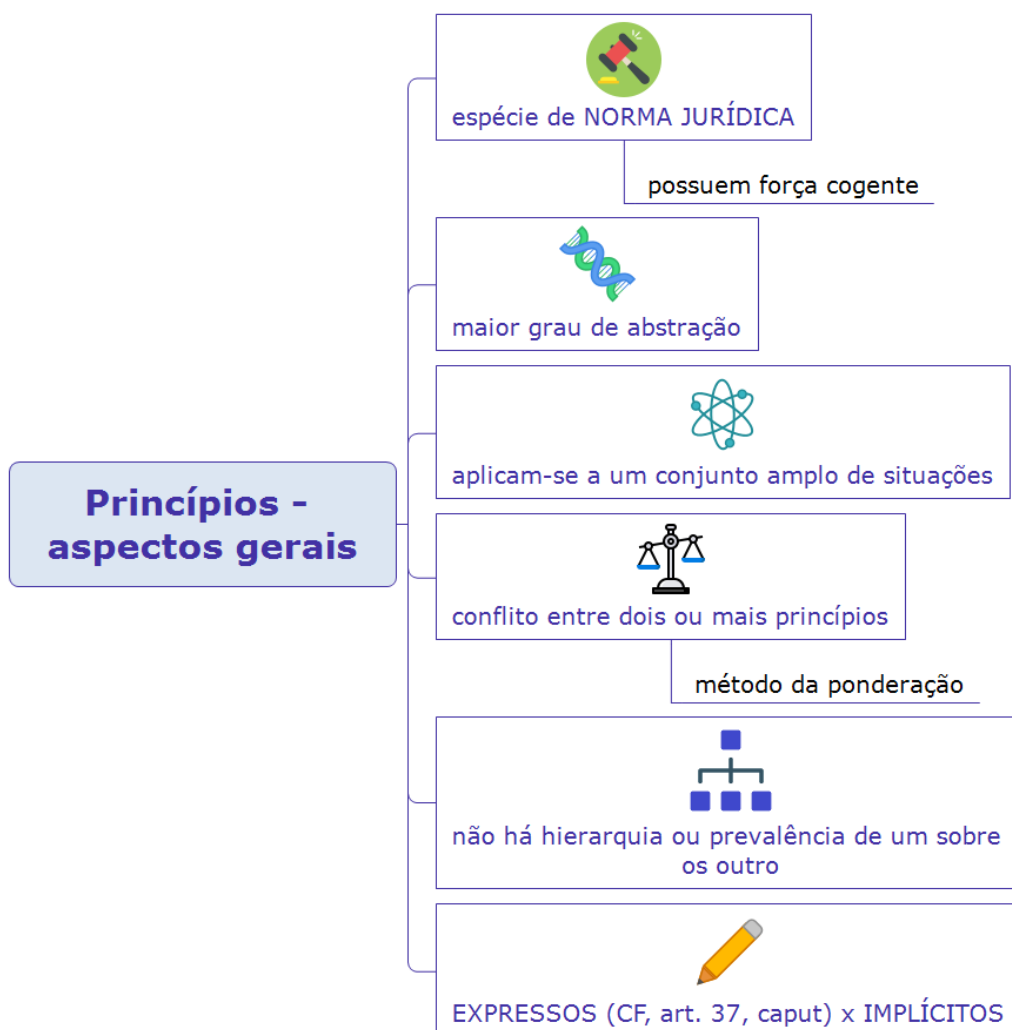 espécie de NORMA JURÍDICA
possuem força cogente
maior grau de abstração
aplicam-se a um conjunto amplo de situações
Princípios -
aspectos gerais
conflito entre dois ou mais princípios
método da ponderação
não há hierarquia ou prevalência de um sobre
os outro
EXPRESSOS (CF, art. 37, caput) x IMPLÍCITOS